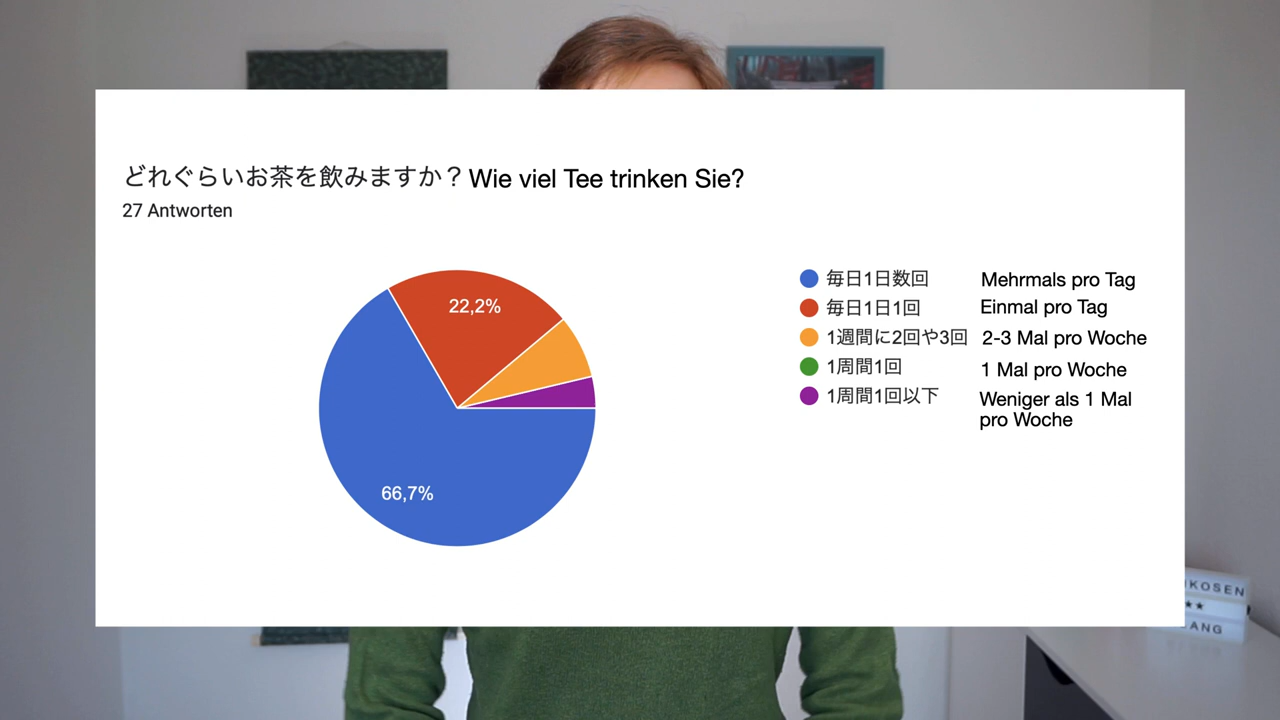 どれぐらいお茶を飲みますか？Wie viel Tee trinken Sie?
27 Antworten
22,2%
66,7%
毎日1日数回 Mehrmals pro Tag
毎日1日1回 Einmal pro Tag
1週間に2回や3回 2-3 Mal pro Woche
1周間1回 1 Mal pro Woche
1周間1回以下 Weniger als 1 Mal
pro Woche
KOSEN
ANG